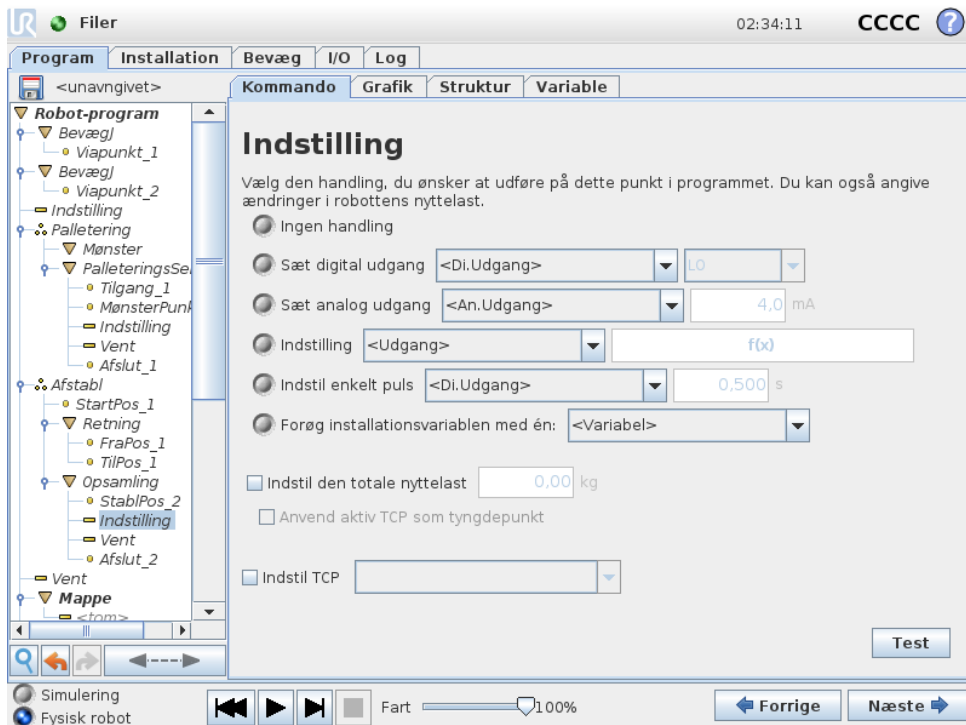 UR Filer 02:34:11 CCCC ?
Program Installation Bevæg I/O Log
<unavngivet> Kommando Grafik Struktur Variable
Robot-program
BevægJ
Viapunkt_1
BevægJ
Viapunkt_2
Indstilling
Palletering
Mønster
PalleteringsSe
Tilgang_1
MønsterPunk
Indstilling
Vent
Afslut_1
Afstabl
StartPos_1
Retning
FraPos_1
TilPos_1
Opsamling
StablPos_2
Indstilling
Vent
Afslut_2
Vent
Mappe
<tom>
Indstilling
Vælg den handling, du ønsker at udføre på dette punkt i programmet. Du kan også angive
ændringer i robottens nyttelast.
Ingen handling
Sæt digital udgang <Di.Udgang> LO
Sæt analog udgang <An.Udgang> 4,0 mA
Indstilling <Udgang> f(x)
Indstil enkelt puls <Di.Udgang> 0,500 s
Forøg installationsvariablen med én: <Variabel>
Indstil den totale nyttelast 0,00 kg
Anvend aktiv TCP som tyngdepunkt
Indstil TCP
Test
Simulering
Fysisk robot
Fart 100%
Forrige Næste